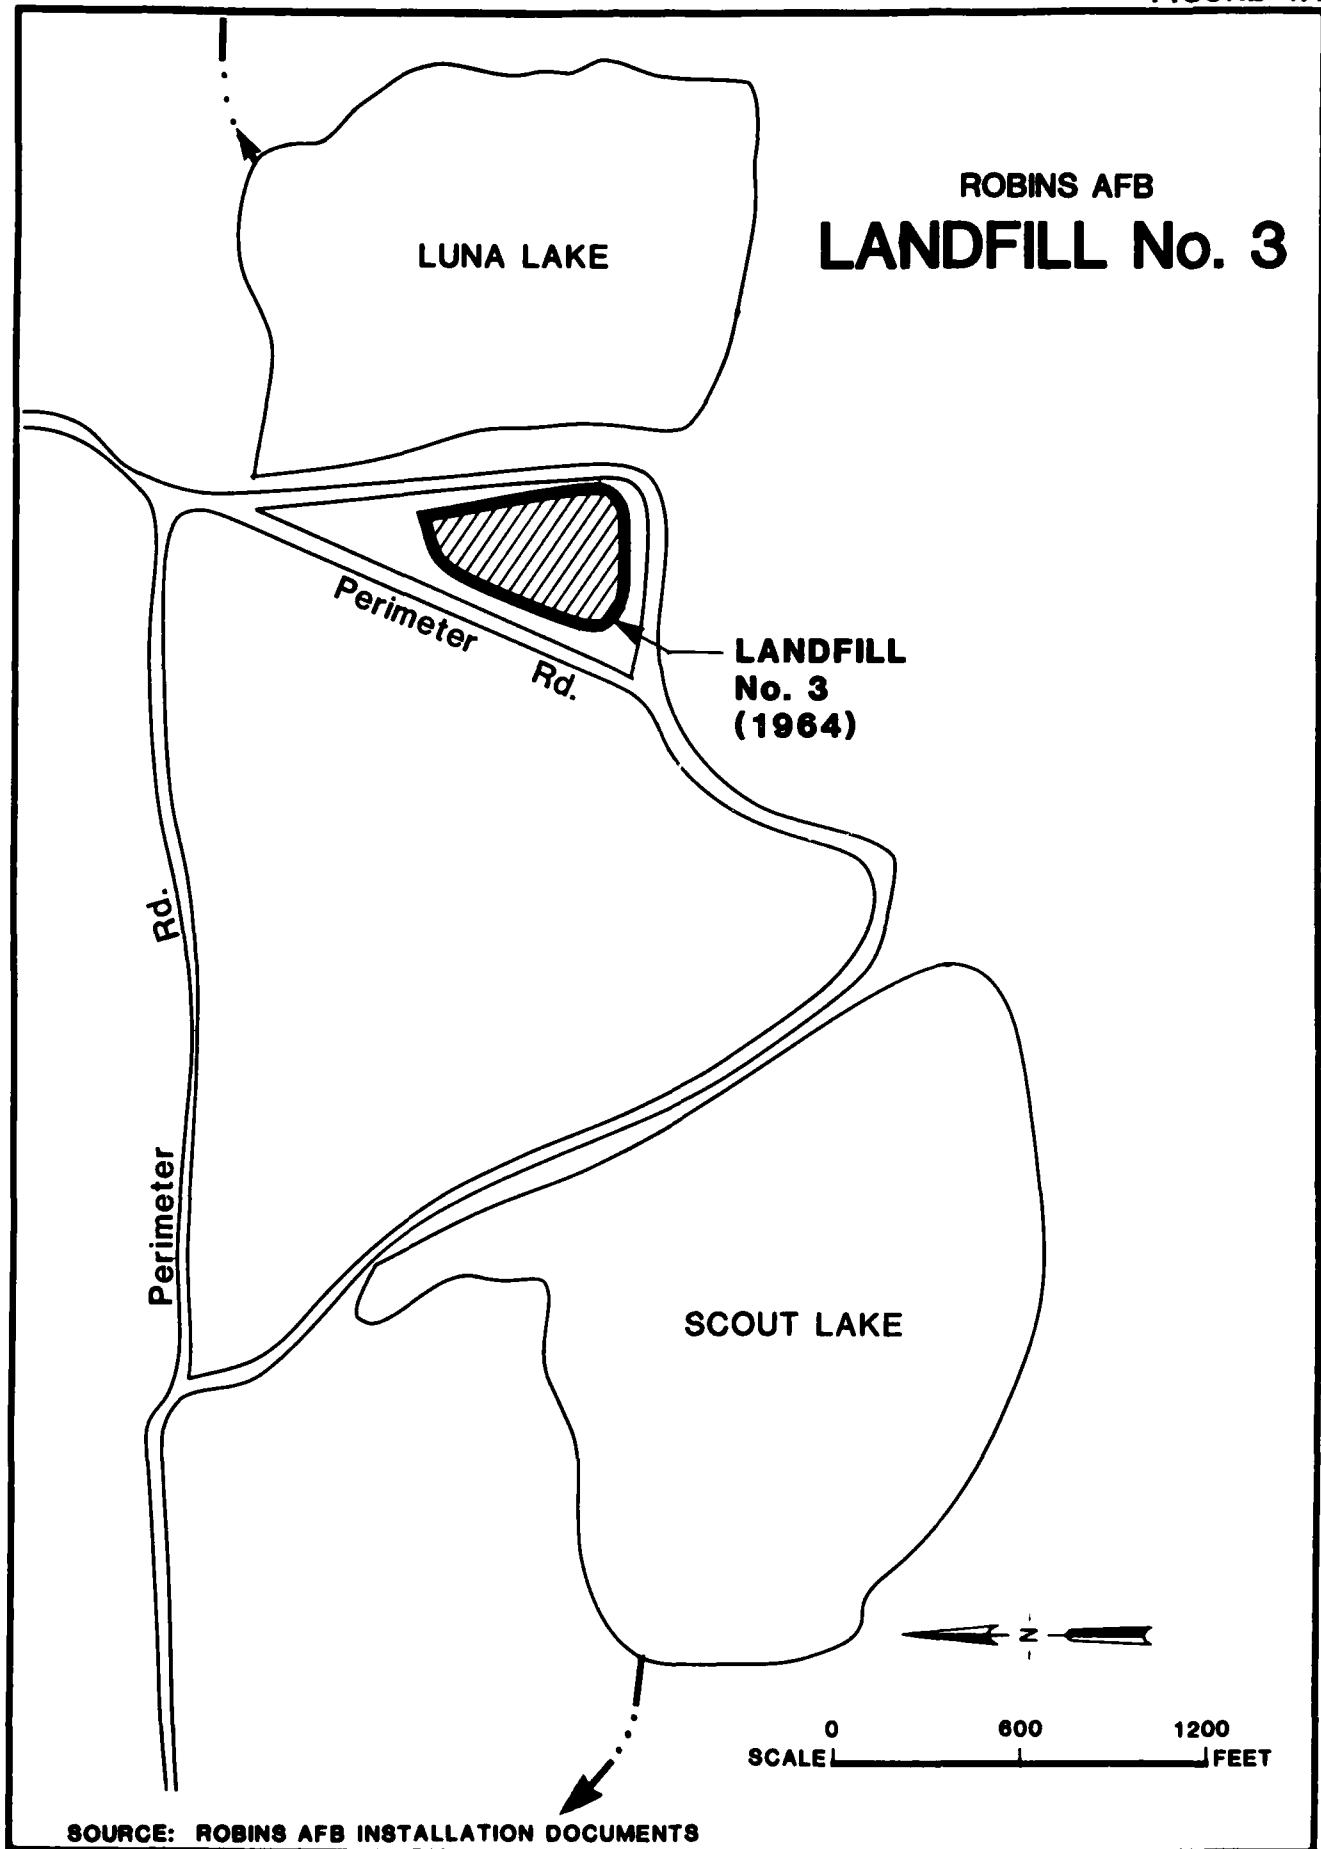 ROBINS AFB
LANDFILL No. 3
LUNA LAKE
Perimeter
Rd.
LANDFILL
No. 3
(1964)
Rd.
Perimeter
SCOUT LAKE
N
0 600 1200
SCALE FEET
SOURCE: ROBINS AFB INSTALLATION DOCUMENTS